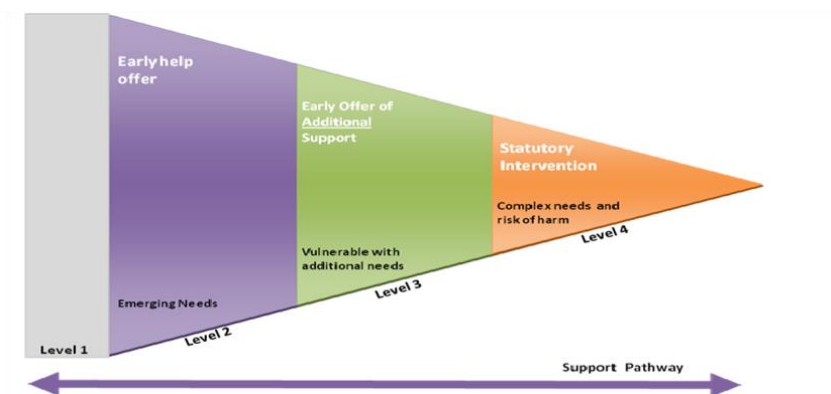 Early help
offer
Emerging Needs
Level 1
Level 2
Early Offer of
Additional
Support
Vulnerable with
additional needs
Level 3
Statutory
Intervention
Complex needs and
risk of harm
Level 4
Support Pathway